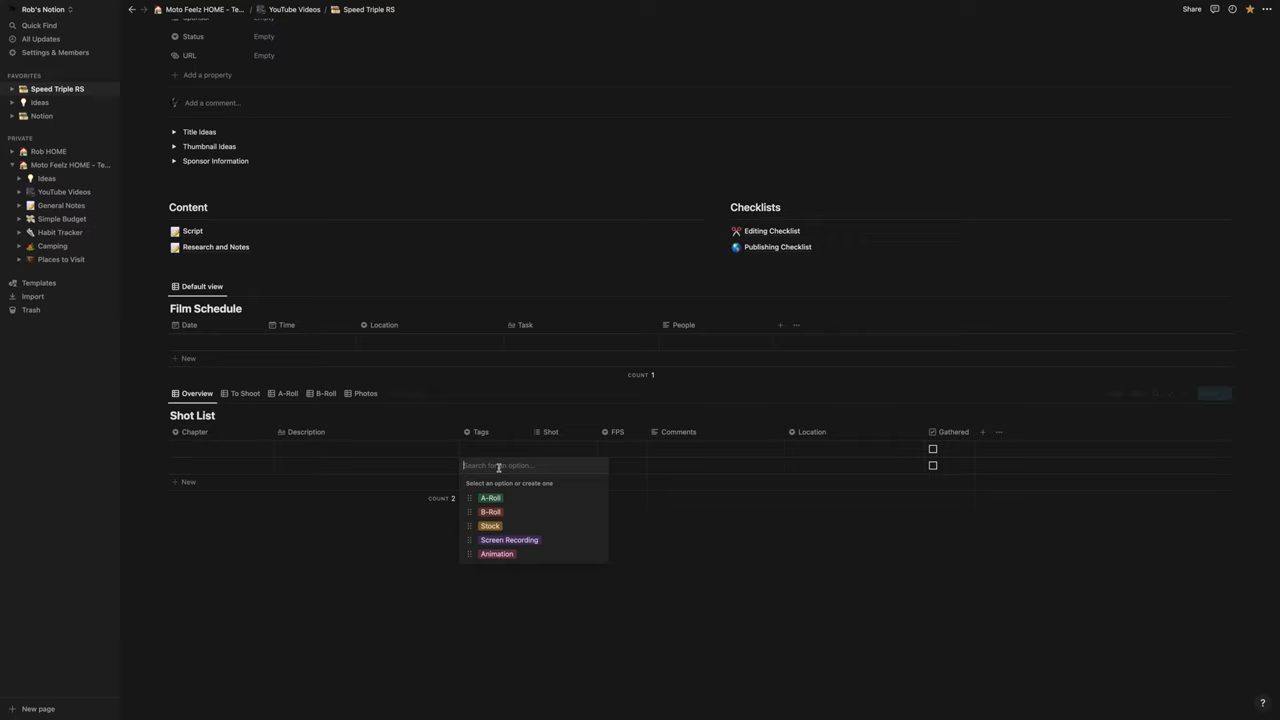 Rob's Notion
Moto Feelz HOME - Te... / YouTube Videos / Speed Triple RS
Share
Quick Find
All Updates
Settings & Members
Status Empty
URL Empty
Add a property
Add a comment...
FAVORITES
Speed Triple RS
Ideas
Notion
PRIVATE
Rob HOME
Moto Feelz HOME - Te...
Ideas
YouTube Videos
General Notes
Simple Budget
Habit Tracker
Camping
Places to Visit
Templates
Import
Trash
Title Ideas
Thumbnail Ideas
Sponsor Information
Content
Script
Research and Notes
Checklists
Editing Checklist
Publishing Checklist
Default view
Film Schedule
Date Time Location Task People
+ New
COUNT 1
Overview To Shoot A-Roll B-Roll Photos
Shot List
Chapter Description Tags Shot FPS Comments Location Gathered
Search for an option...
Select an option or create one
A-Roll
B-Roll
Stock
Screen Recording
Animation
+ New
COUNT 2
+ New page
?